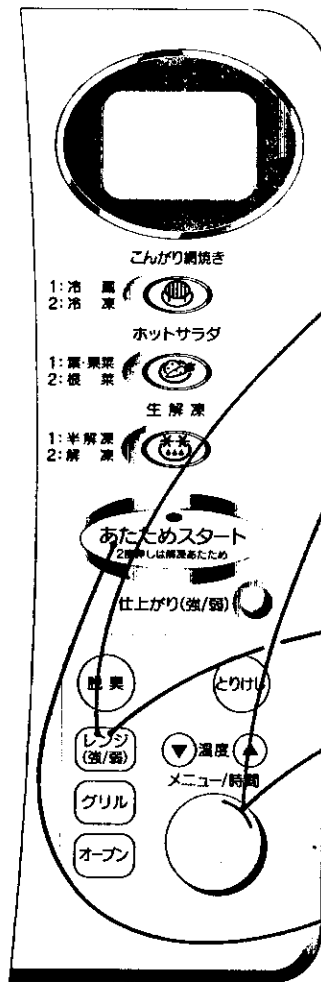 こんがり網焼き
1:冷蔵
2:冷凍
ホットサラダ
1:葉・果菜
2:根菜
生解凍
1:半解凍
2:解凍
あたためスタート
2度押しは解凍あたため
仕上がり(強/弱)
脱臭
とりけし
レンジ
(強/弱)
▼温度▲
メニュー/時間
グリル
オーブン